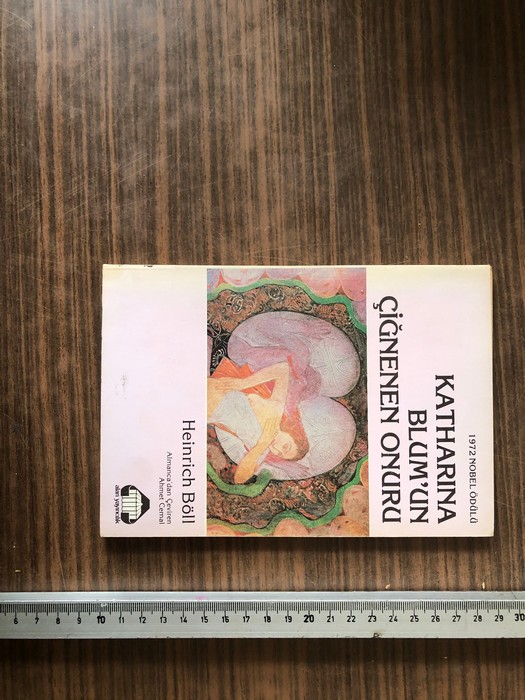 1972 NOBEL ÖDÜLÜ
KATHARINA
BLUM'UN
ÇİĞNENEN ONURU
Heinrich Böll
Almanca'dan Çeviren
Ahmet Cemal
alan yayıncılık
6 7 8 9 10 11 12 13 14 15 16 17 18 19 20 21 22 23 24 25 26 27 28 29 30